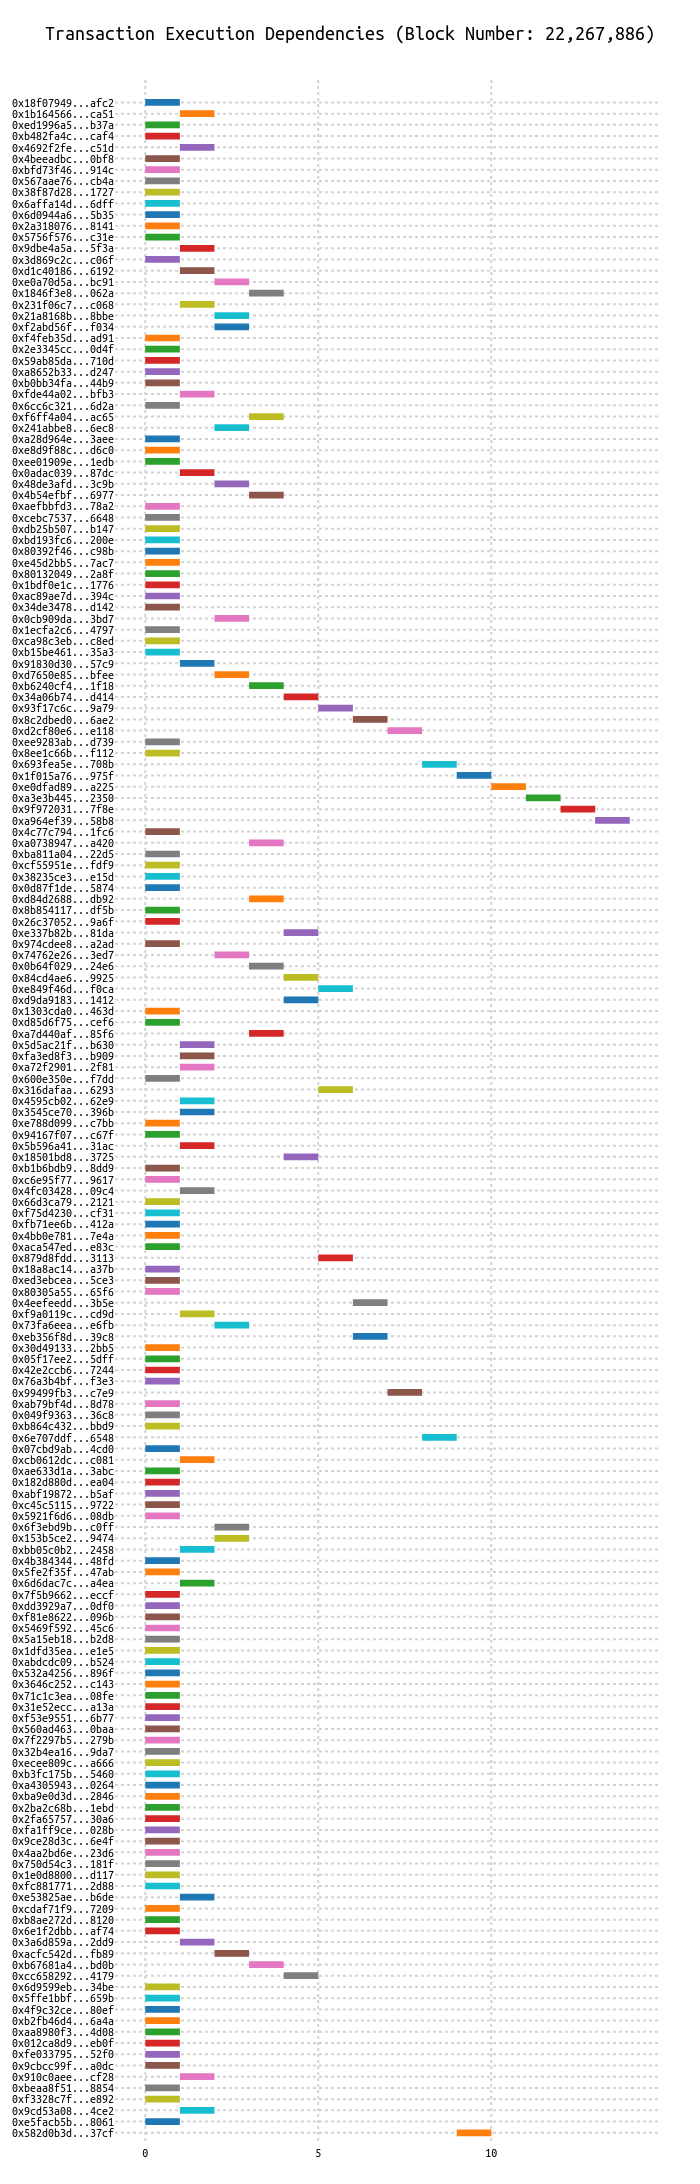 Transaction Execution Dependencies (Block Number: 22,267,886)
0x18f07949...afc2
0x1b164566...ca51
0xed1996a5...b37a
0xb482fa4c...caf4
0x4692f2fe...c51d
0x4beeadbc...0bf8
0xbfd73f46...914c
0x567aae76...cb4a
0x38f87d28...1727
0x6affa14d...6dff
0x6d0944a6...5b35
0x2a318076...8141
0x5756f576...c31e
0x9dbe4a5a...5f3a
0x3d869c2c...c06f
0xd1c40186...6192
0xe0a70d5a...bc91
0x1846f3e8...062a
0x231f06c7...c068
0x21a8168b...8bbe
0xf2abd56f...f034
0xf4feb35d...ad91
0x2e3345cc...0d4f
0x59ab85da...710d
0xa8652b33...d247
0xb0bb34fa...44b9
0xfde44a02...bfb3
0x6cc6c321...6d2a
0xf6ff4a04...ac65
0x241abbe8...6ec8
0xa28d964e...3aee
0xe8d9f88c...d6c0
0xee01909e...1edb
0x0adac039...87dc
0x48de3afd...3c9b
0x4b54efbf...6977
0xaefbbfd3...78a2
0xcebc7537...6648
0xdb25b507...b147
0xbd193fc6...200e
0x80392f46...c98b
0xe45d2bb5...7ac7
0x80132049...2a8f
0x1bdf0e1c...1776
0xac89ae7d...394c
0x34de3478...d142
0x0cb909da...3bd7
0x1ecfa2c6...4797
0xca98c3eb...c8ed
0xb15be461...35a3
0x91830d30...57c9
0xd7650e85...bfee
0xb6240cf4...1f18
0x34a06b74...d414
0x93f17c6c...9a79
0x8c2dbed0...6ae2
0xd2cf80e6...e118
0xee9283ab...d739
0x8ee1c66b...f112
0x693fea5e...708b
0x1f015a76...975f
0xe0dfad89...a225
0xa3e3b445...2350
0x9f972031...7f8e
0xa964ef39...58b8
0x4c77c794...1fc6
0xa0738947...a420
0xba811a04...22d5
0xcf55951e...fdf9
0x38235ce3...e15d
0x0d87f1de...5874
0xd84d2688...db92
0x8b854117...df5b
0x26c37052...9a6f
0xe337b82b...81da
0x974cdee8...a2ad
0x74762e26...3ed7
0x0b64f029...24e6
0x84cd4ae6...9925
0xe849f46d...f0ca
0xd9da9183...1412
0x1303cda0...463d
0xd85d6f75...cef6
0xa7d440af...85f6
0x5d5ac21f...b630
0xfa3ed8f3...b909
0xa72f2901...2f81
0x600e350e...f7dd
0x316dafaa...6293
0x4595cb02...62e9
0x3545ce70...396b
0xe788d099...c7bb
0x94167f07...c67f
0x5b596a41...31ac
0x18501bd8...3725
0xb1b6bdb9...8dd9
0xc6e95f77...9617
0x4fc03428...09c4
0x66d3ca79...2121
0xf75d4230...cf31
0xfb71ee6b...412a
0x4bb0e781...7e4a
0xaca547ed...e83c
0x879d8fdd...3113
0x18a8ac14...a37b
0xed3ebcea...5ce3
0x80305a55...65f6
0x4eefeedd...3b5e
0xf9a0119c...cd9d
0x73fa6eea...e6fb
0xeb356f8d...39c8
0x30d49133...2bb5
0x05f17ee2...5dff
0x42e2ccb6...7244
0x76a3b4bf...f3e3
0x99499fb3...c7e9
0xab79bf4d...8d78
0x049f9363...36c8
0xb864c432...bbd9
0x6e707ddf...6548
0x07cbd9ab...4cd0
0xcb0612dc...c081
0xae633d1a...3abc
0x182d880d...ea04
0xabf19872...b5af
0xc45c5115...9722
0x5921f6d6...08db
0x6f3ebd9b...c0ff
0x153b5ce2...9474
0xbb05c0b2...2458
0x4b384344...48fd
0x5fe2f35f...47ab
0x6d6dac7c...a4ea
0x7f5b9662...eccf
0xdd3929a7...0df0
0xf81e8622...096b
0x5469f592...45c6
0x5a15eb18...b2d8
0x1dfd35ea...e1e5
0xabdcdc09...b524
0x532a4256...896f
0x3646c252...c143
0x71c1c3ea...08fe
0x31e52ecc...a13a
0xf53e9551...6b77
0x560ad463...0baa
0x7f2297b5...279b
0x32b4ea16...9da7
0xecee809c...a666
0xb3fc175b...5460
0xa4305943...0264
0xba9e0d3d...2846
0x2ba2c68b...1ebd
0x2fa65757...30a6
0xfa1ff9ce...028b
0x9ce28d3c...6e4f
0x4aa2bd6e...23d6
0x750d54c3...181f
0x1e0d8800...d117
0xfc881771...2d88
0xe53825ae...b6de
0xcdaf71f9...7209
0xb8ae272d...8120
0x6e1f2dbb...af74
0x3a6d859a...2dd9
0xacfc542d...fb89
0xb67681a4...bd0b
0xcc658292...4179
0x6d9599eb...34be
0x5ffe1bbf...659b
0x4f9c32ce...80ef
0xb2fb46d4...6a4a
0xaa8980f3...4d08
0x012ca8d9...eb0f
0xfe033795...52f0
0x9cbcc99f...a0dc
0x910c0aee...cf28
0xbeaa8f51...8854
0xf3328c7f...e892
0x9cd53a08...4ce2
0xe5facb5b...8061
0x582d0b3d...37cf
0 5 10